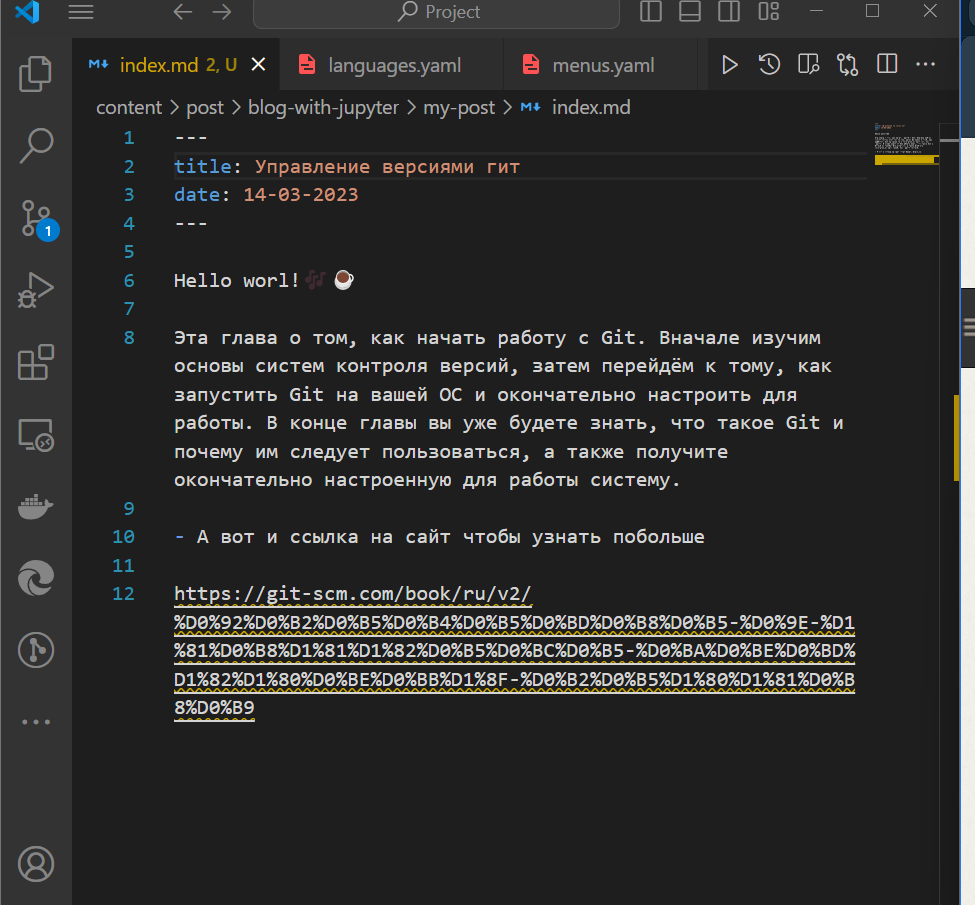 Project
index.md 2, U
languages.yaml
menus.yaml
content > post > blog-with-jupyter > my-post > index.md
1 ---
2 title: Управление версиями гит
3 date: 14-03-2023
4 ---
5
6 Hello worl!🎶☕
7
8 Эта глава о том, как начать работу с Git. Вначале изучим
основы систем контроля версий, затем перейдём к тому, как
запустить Git на вашей ОС и окончательно настроить для
работы. В конце главы вы уже будете знать, что такое Git и
почему им следует пользоваться, а также получите
окончательно настроенную для работы систему.
9
10 - А вот и ссылка на сайт чтобы узнать побольше
11
12 https://git-scm.com/book/ru/v2/
%D0%92%D0%B2%D0%B5%D0%B4%D0%B5%D0%BD%D0%B8%D0%B5-%D0%9E-%D1
%81%D0%B8%D1%81%D1%82%D0%B5%D0%BC%D0%B5-%D0%BA%D0%BE%D0%BD%
D1%82%D1%80%D0%BE%D0%BB%D1%8F-%D0%B2%D0%B5%D1%80%D1%81%D0%B
8%D0%B9
1